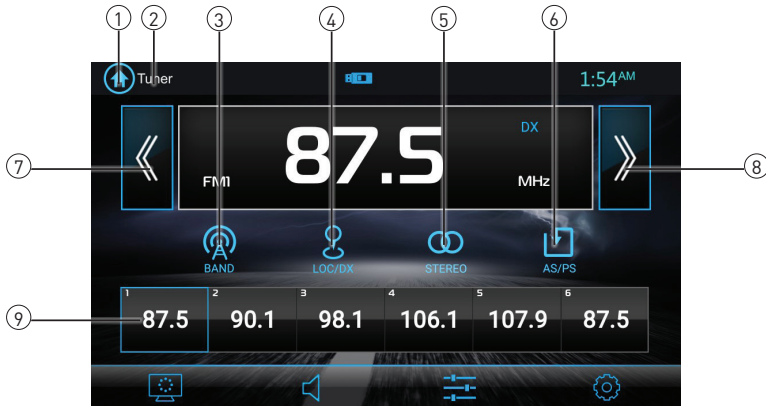 1 2 3 4 5 6
Tuner 1:54 AM
DX
87.5
7 8
FM1 MHz
BAND LOC/DX STEREO AS/PS
1 2 3 4 5 6
9 87.5 90.1 98.1 106.1 107.9 87.5